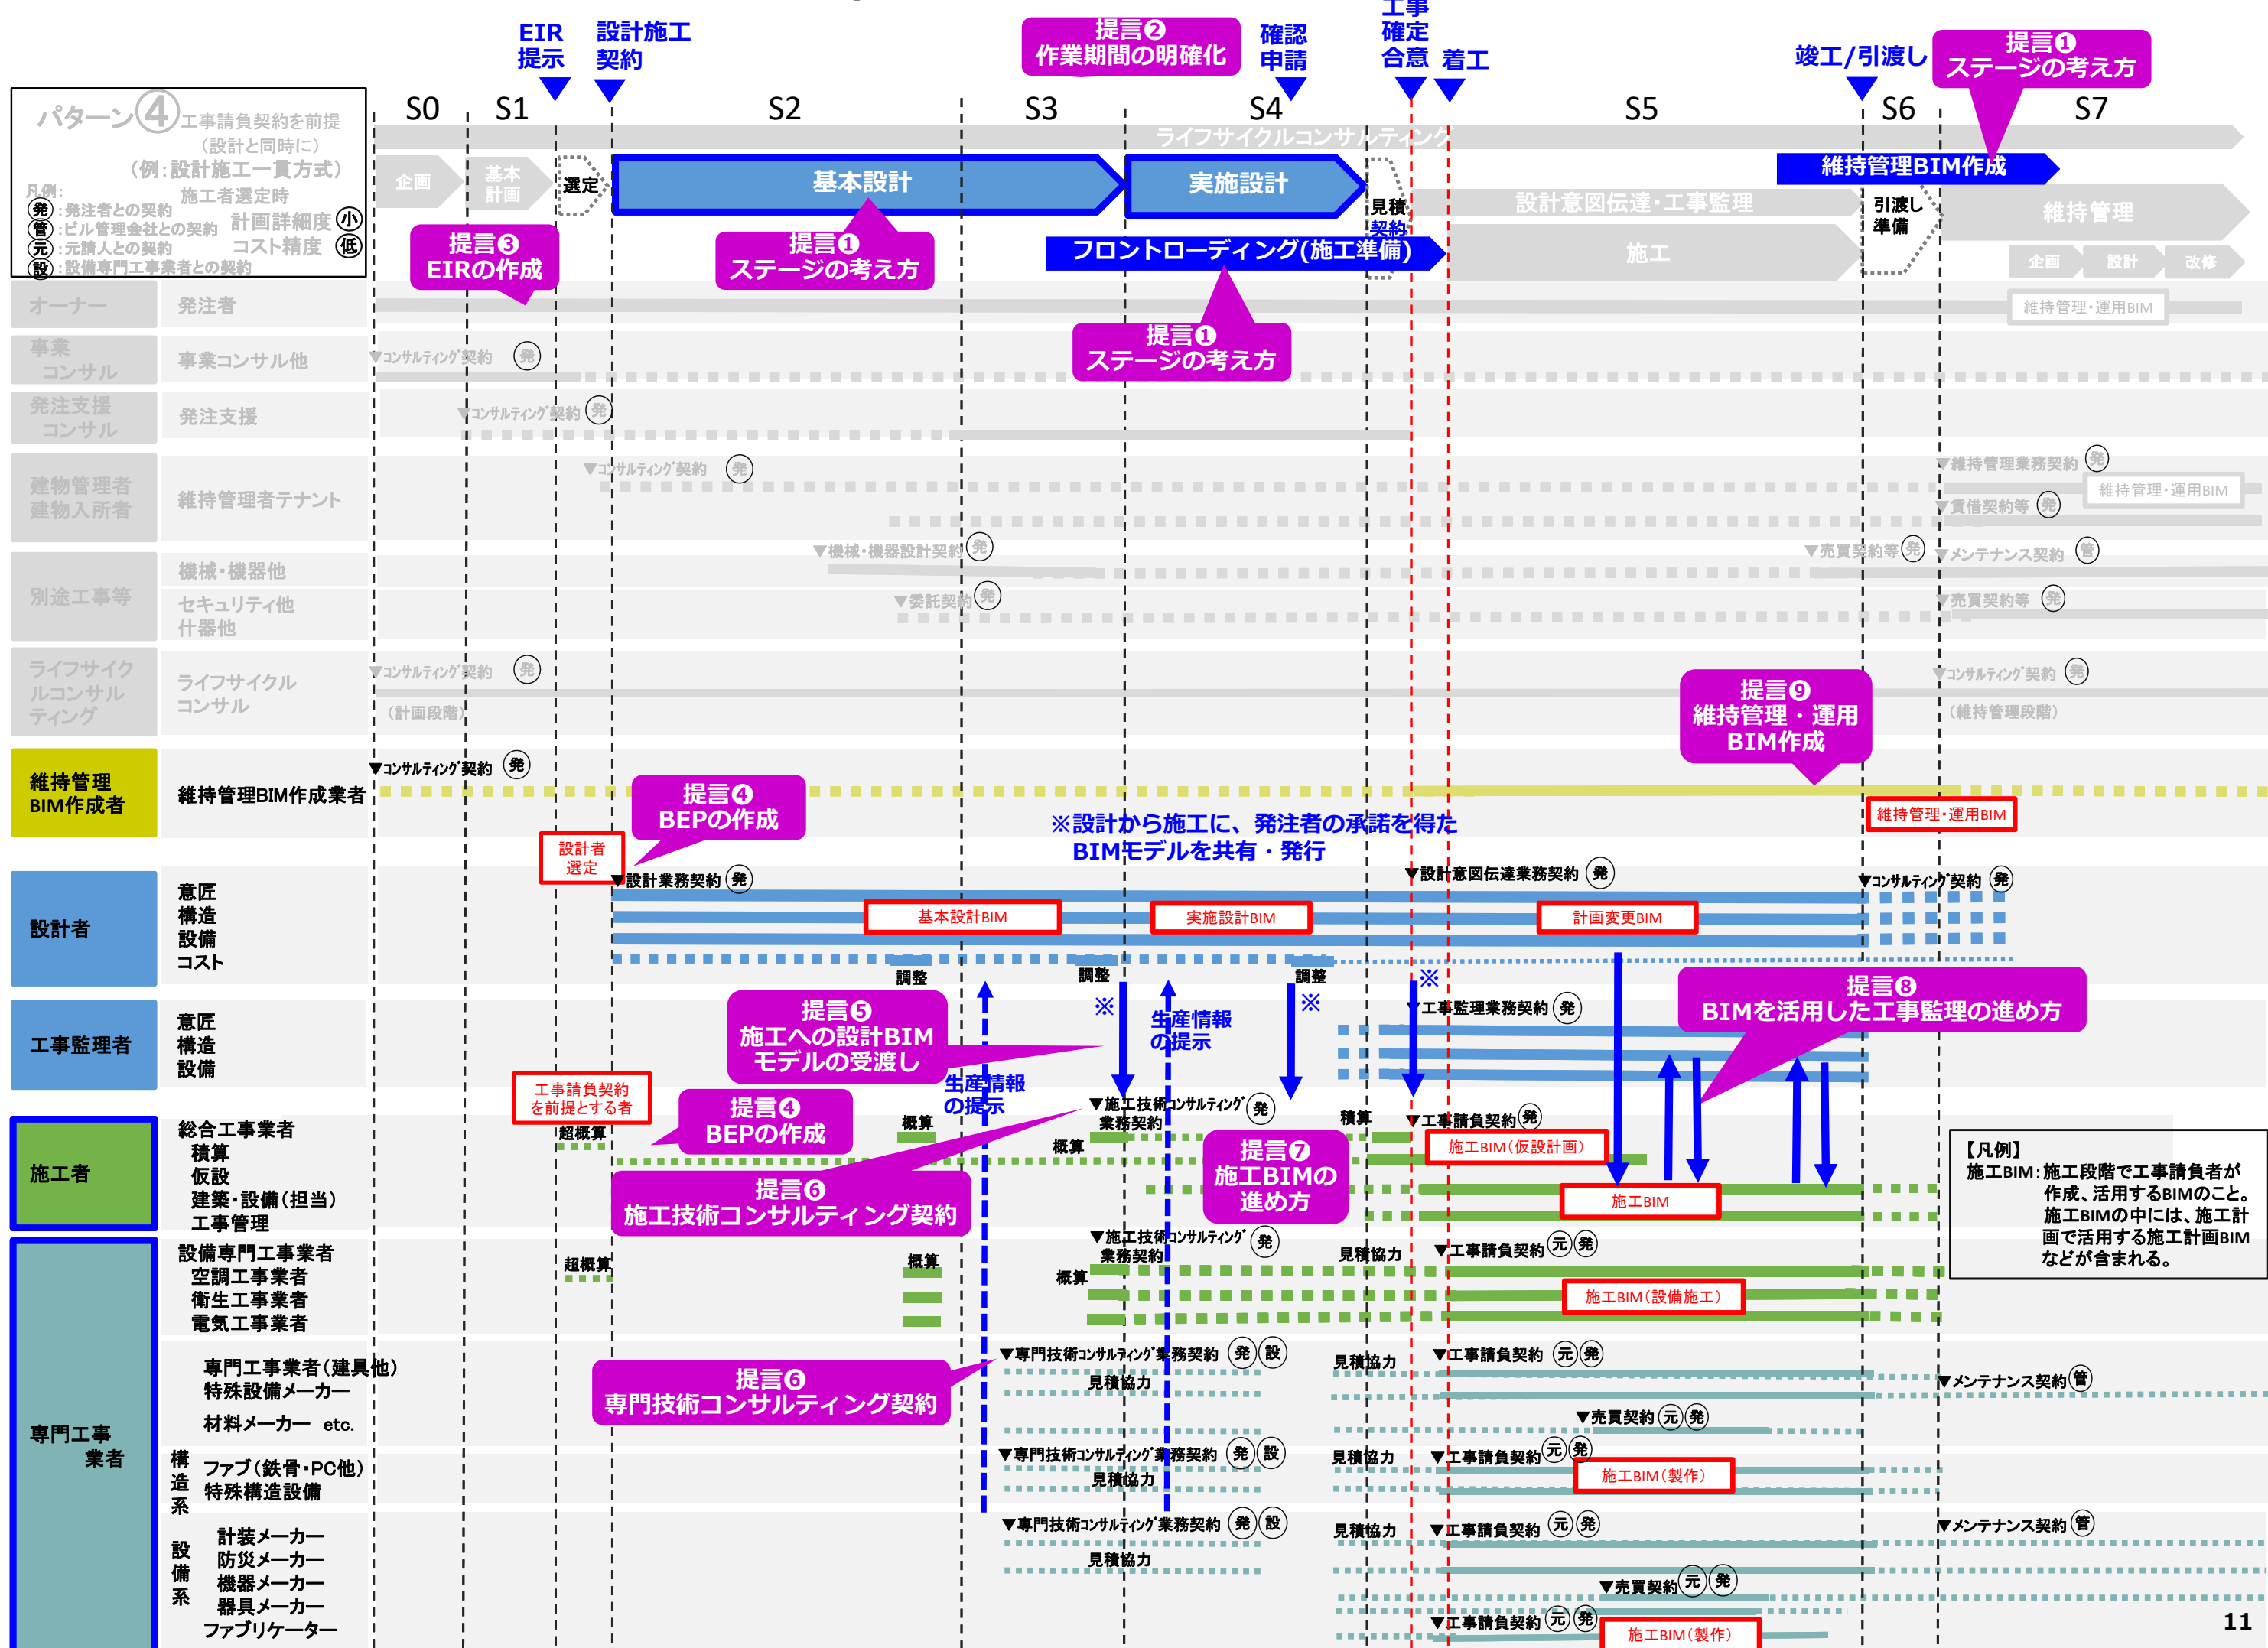 EIR
提示
設計施工
契約
提言❷
作業期間の明確化
確認
申請
工事
確定
合意
着工
竣工/引渡し
提言❶
ステージの考え方
パターン④ 工事請負契約を前提
(設計と同時に)
(例:設計施工一貫方式)
凡例:
施工者選定時
発:発注者との契約
管:ビル管理会社との契約
計画詳細度 小
元:元請人との契約
コスト精度 低
設:設備専門工事業者との契約
S0 S1 S2 S3 S4 S5 S6 S7
ライフサイクルコンサルティング
企画
基本
計画
選定
基本設計
実施設計
見積
契約
設計意図伝達・工事監理
施工
維持管理BIM作成
引渡し
準備
維持管理
企画 設計 改修
フロントローディング(施工準備)
提言❸
EIRの作成
提言❶
ステージの考え方
提言❶
ステージの考え方
オーナー
発注者
維持管理・運用BIM
事業
コンサル
事業コンサル他
▼コンサルティング契約 発
発注支援
コンサル
発注支援
▼コンサルティング契約 発
建物管理者
建物入所者
維持管理者テナント
▼コンサルティング契約 発
▼維持管理業務契約 発
維持管理・運用BIM
▼賃借契約等 発
別途工事等
機械・機器他
▼機械・機器設計契約 発
▼売買契約等 発
▼メンテナンス契約 管
セキュリティ他
什器他
▼委託契約 発
▼売買契約等 発
ライフサイク
ルコンサル
ティング
ライフサイクル
コンサル
▼コンサルティング契約 発
(計画段階)
▼コンサルティング契約 発
(維持管理段階)
提言❾
維持管理・運用
BIM作成
維持管理
BIM作成者
維持管理BIM作成業者
▼コンサルティング契約 発
維持管理・運用BIM
提言❹
BEPの作成
※設計から施工に、発注者の承諾を得た
BIMモデルを共有・発行
設計者
選定
設計者
意匠
構造
設備
コスト
▼設計業務契約 発
▼設計意図伝達業務契約 発
▼コンサルティング契約 発
基本設計BIM
実施設計BIM
計画変更BIM
調整
調整
調整
※
※
※
提言❺
施工への設計BIM
モデルの受渡し
生産情報
の提示
生産情報
の提示
提言❽
BIMを活用した工事監理の進め方
工事監理者
意匠
構造
設備
▼工事監理業務契約 発
工事請負契約
を前提とする者
提言❹
BEPの作成
施工者
総合工事業者
積算
仮設
建築・設備(担当)
工事管理
超概算
概算
概算
▼施工技術コンサルティング
業務契約
発
積算
▼工事請負契約 発
施工BIM(仮設計画)
施工BIM
提言❻
施工技術コンサルティング契約
提言❼
施工BIMの
進め方
【凡例】
施工BIM:施工段階で工事請負者が
作成、活用するBIMのこと。
施工BIMの中には、施工計
画で活用する施工計画BIM
などが含まれる。
専門工事
業者
設備専門工事業者
空調工事業者
衛生工事業者
電気工事業者
超概算
概算
概算
▼施工技術コンサルティング
業務契約
発
見積協力
▼工事請負契約 元 発
施工BIM(設備施工)
専門工事業者(建具他)
特殊設備メーカー
材料メーカー etc.
▼専門技術コンサルティング業務契約 発 設
見積協力
見積協力
▼工事請負契約 元 発
▼メンテナンス契約 管
▼売買契約 元 発
提言❻
専門技術コンサルティング契約
構
造
系
ファブ(鉄骨・PC他)
特殊構造設備
▼専門技術コンサルティング業務契約 発 設
見積協力
見積協力
▼工事請負契約 元 発
施工BIM(製作)
設
備
系
計装メーカー
防災メーカー
機器メーカー
器具メーカー
ファブリケーター
▼専門技術コンサルティング業務契約 発 設
見積協力
見積協力
▼工事請負契約 元 発
▼メンテナンス契約 管
▼売買契約 元 発
▼工事請負契約 元 発
施工BIM(製作)
11